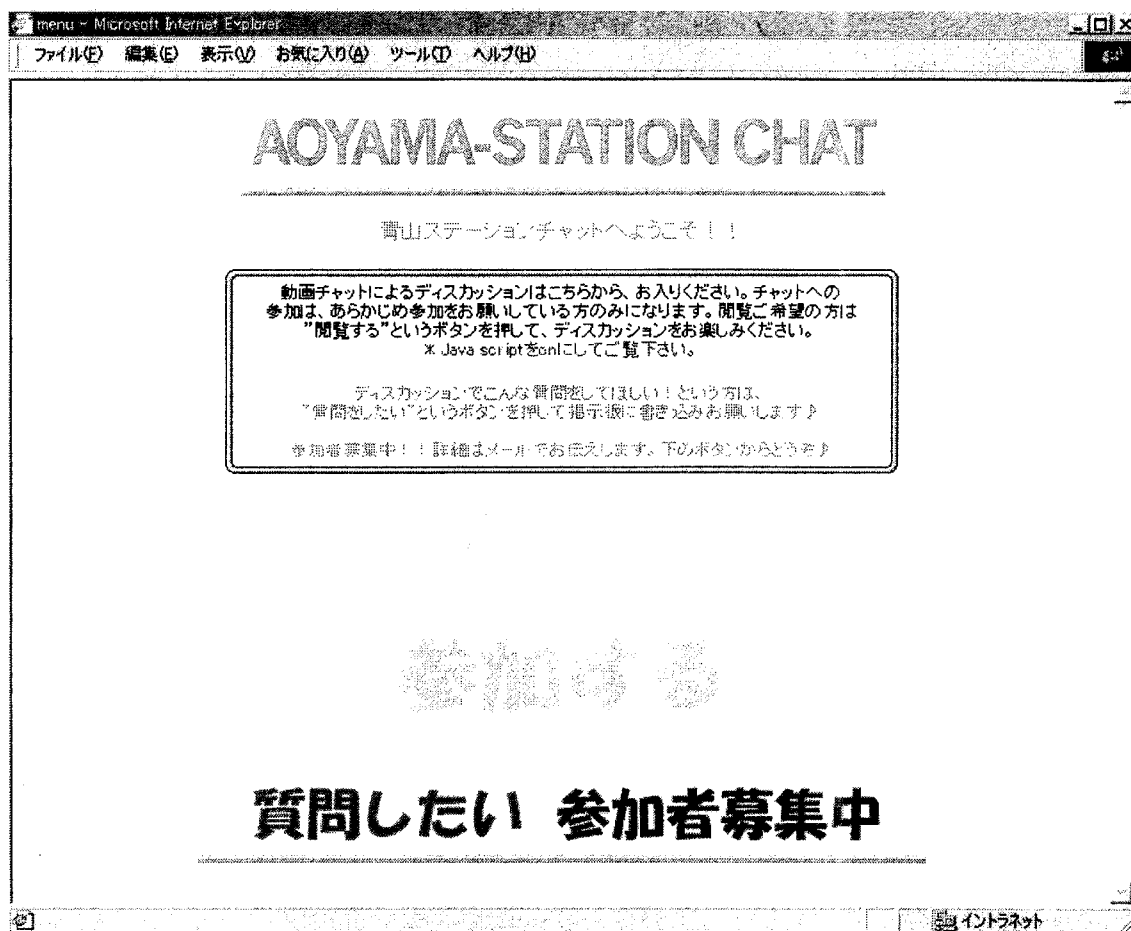 menu - Microsoft Internet Explorer
ファイル(F) 編集(E) 表示(V) お気に入り(A) ツール(T) ヘルプ(H)
AOYAMA-STATION CHAT
青山ステーションチャットへようこそ！！
動画チャットによるディスカッションはこちらから、お入りください。チャットへの
参加は、あらかじめ参加をお願いしている方のみになります。閲覧ご希望の方は
”閲覧する”というボタンを押して、ディスカッションをお楽しみください。
* Java scriptをonにしてご覧下さい。
ディスカッションでこんな質問をしてほしい！という方は、
”質問をしたい”というボタンを押して掲示板に書き込みお願いします♪
参加者募集中！！詳細はメールでお伝えします。下のボタンからどうぞ♪
参加する
質問したい 参加者募集中
イントラネット